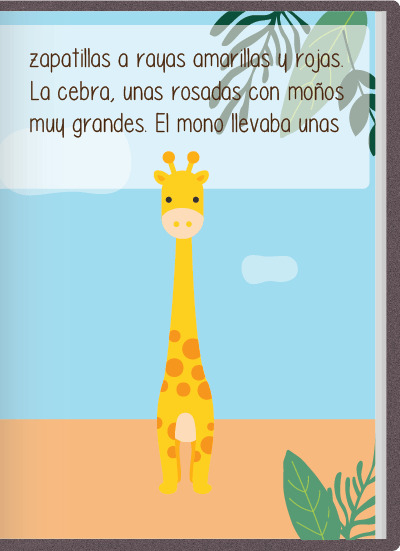 zapatillas a rayas amarillas y rojas.
La cebra, unas rosadas con moños
muy grandes. El mono llevaba unas